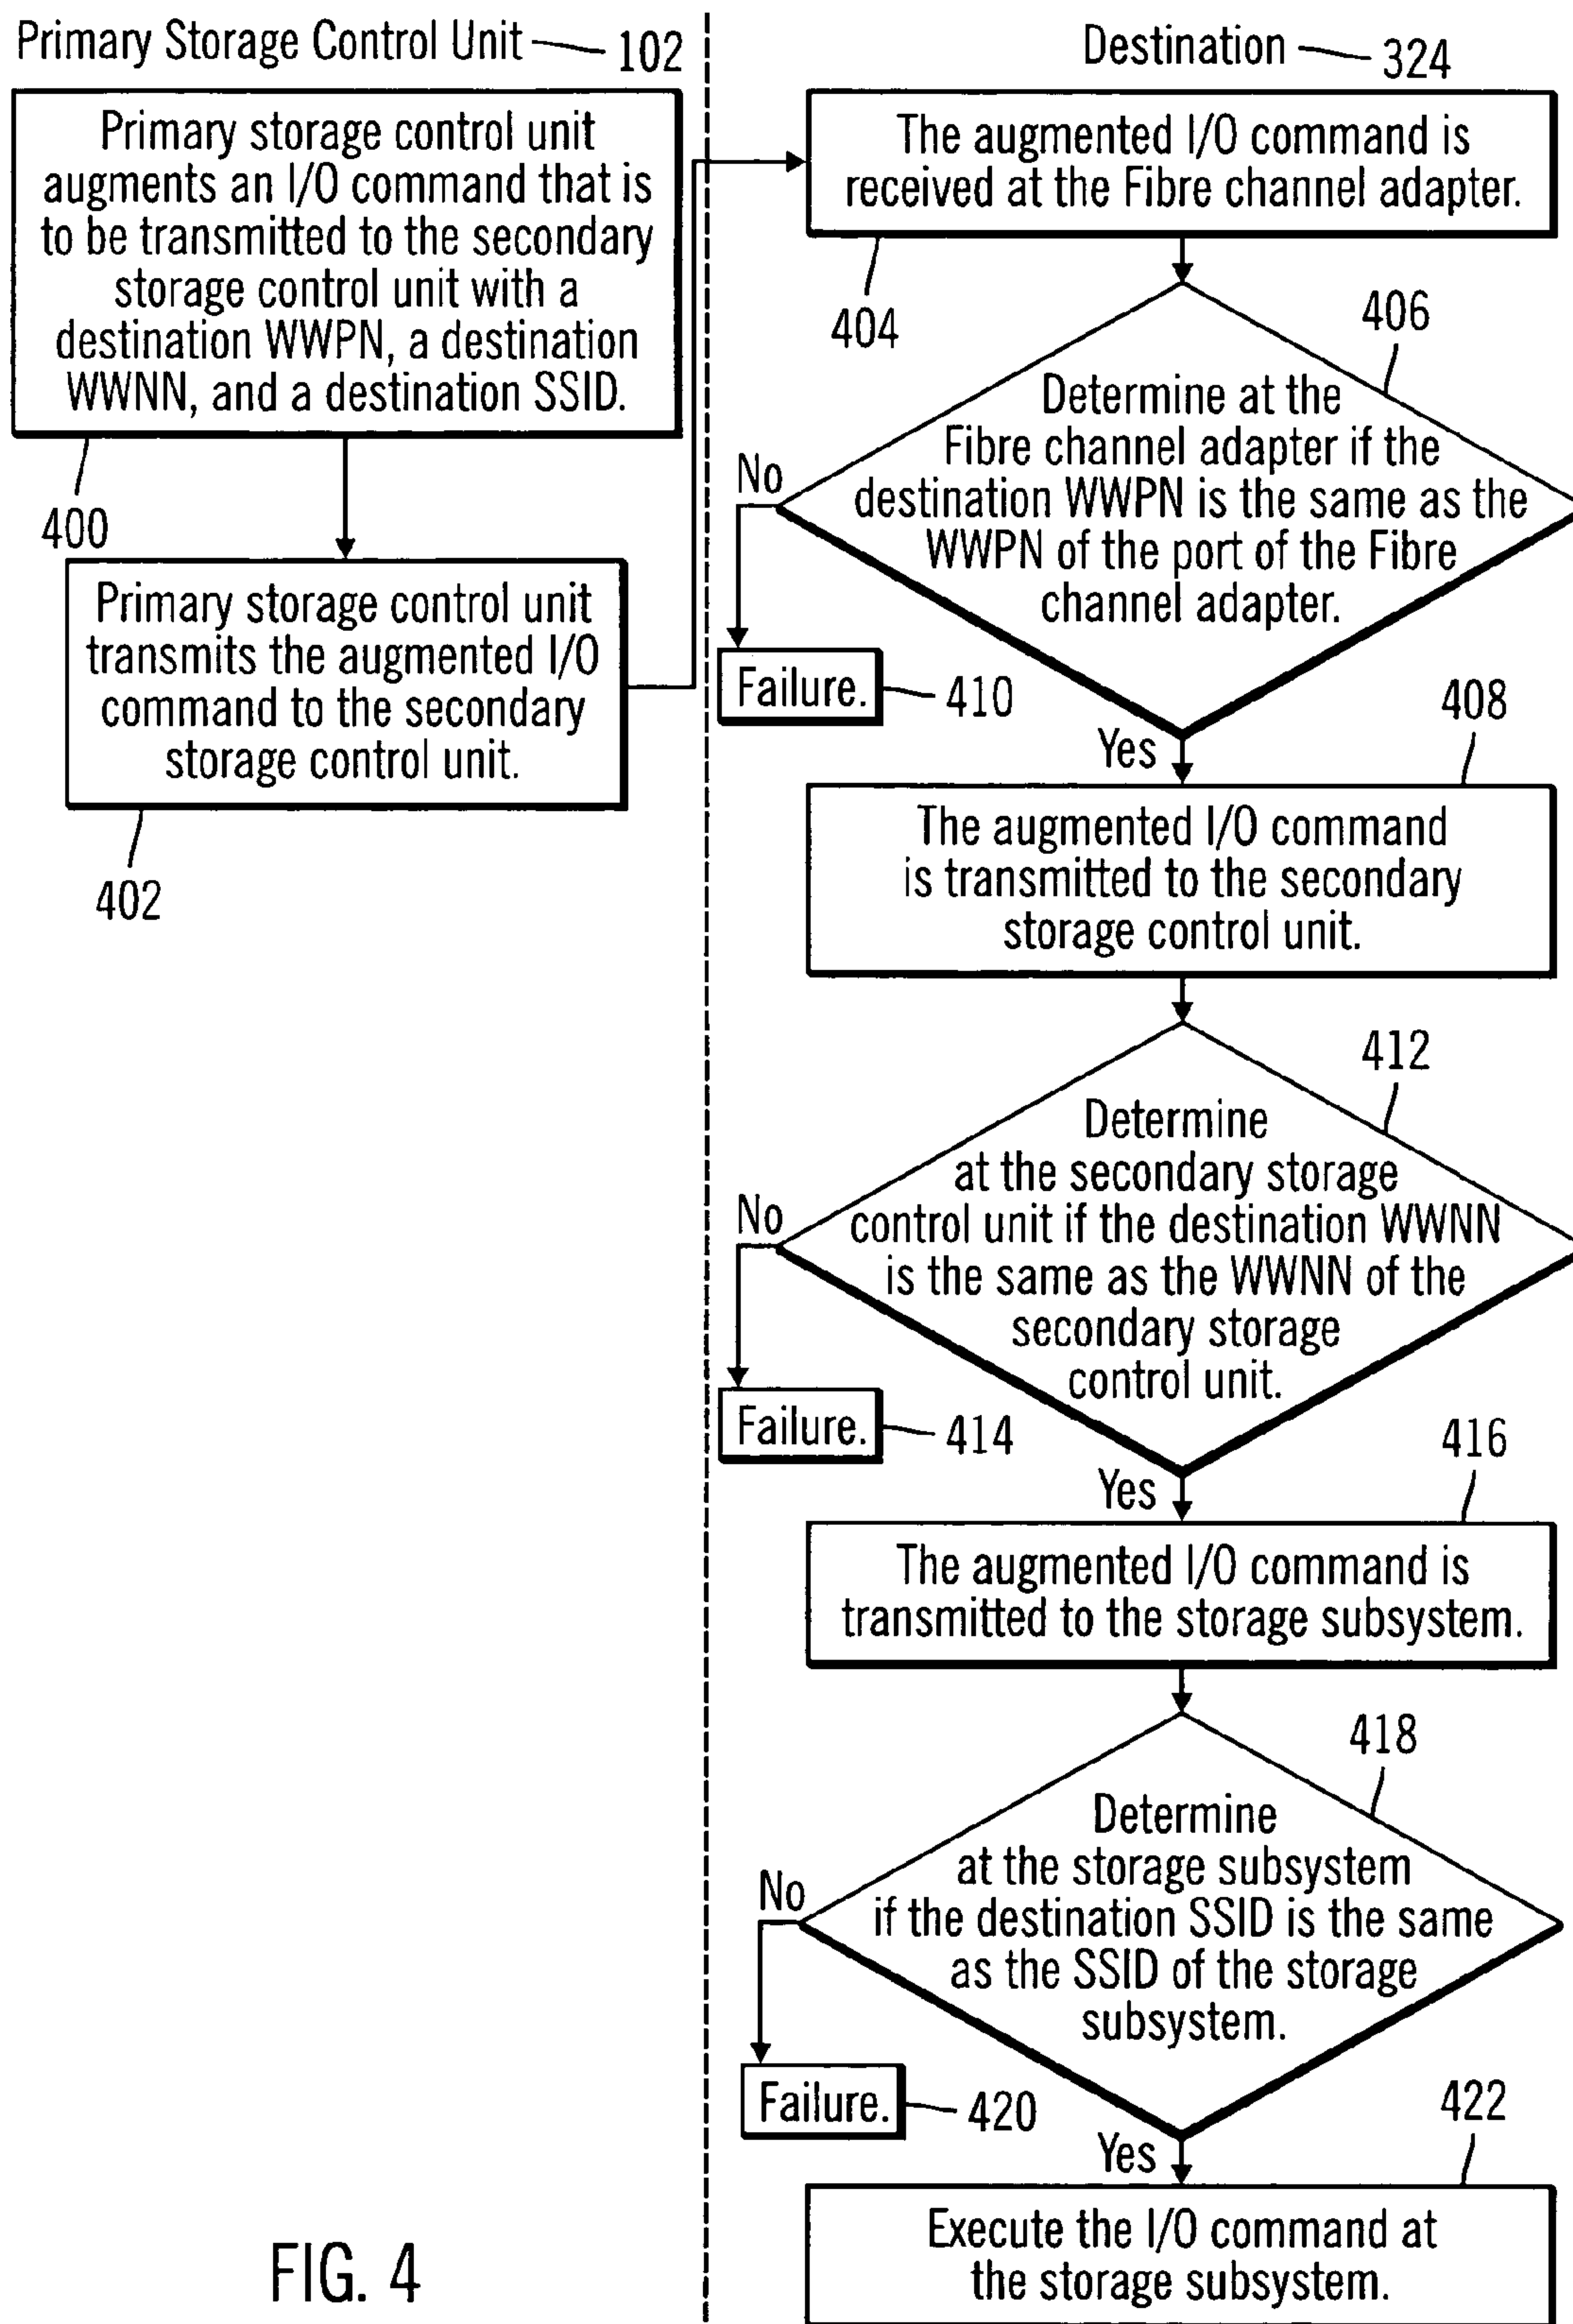 Primary Storage Control Unit 102
Primary storage control unit
augments an I/O command that is
to be transmitted to the secondary
storage control unit with a
destination WWPN, a destination
WWNN, and a destination SSID.
400
Primary storage control unit
transmits the augmented I/O
command to the secondary
storage control unit.
402
Destination 324
The augmented I/O command is
received at the Fibre channel adapter.
404
406
Determine at the
Fibre channel adapter if the
destination WWPN is the same as the
WWPN of the port of the Fibre
channel adapter.
No
Failure. 410
Yes
408
The augmented I/O command
is transmitted to the secondary
storage control unit.
412
Determine
at the secondary storage
control unit if the destination WWNN
is the same as the WWNN of the
secondary storage
control unit.
No
Failure. 414
Yes
416
The augmented I/O command is
transmitted to the storage subsystem.
418
Determine
at the storage subsystem
if the destination SSID is the same
as the SSID of the storage
subsystem.
No
Failure. 420
Yes
422
Execute the I/O command at
the storage subsystem.
FIG. 4